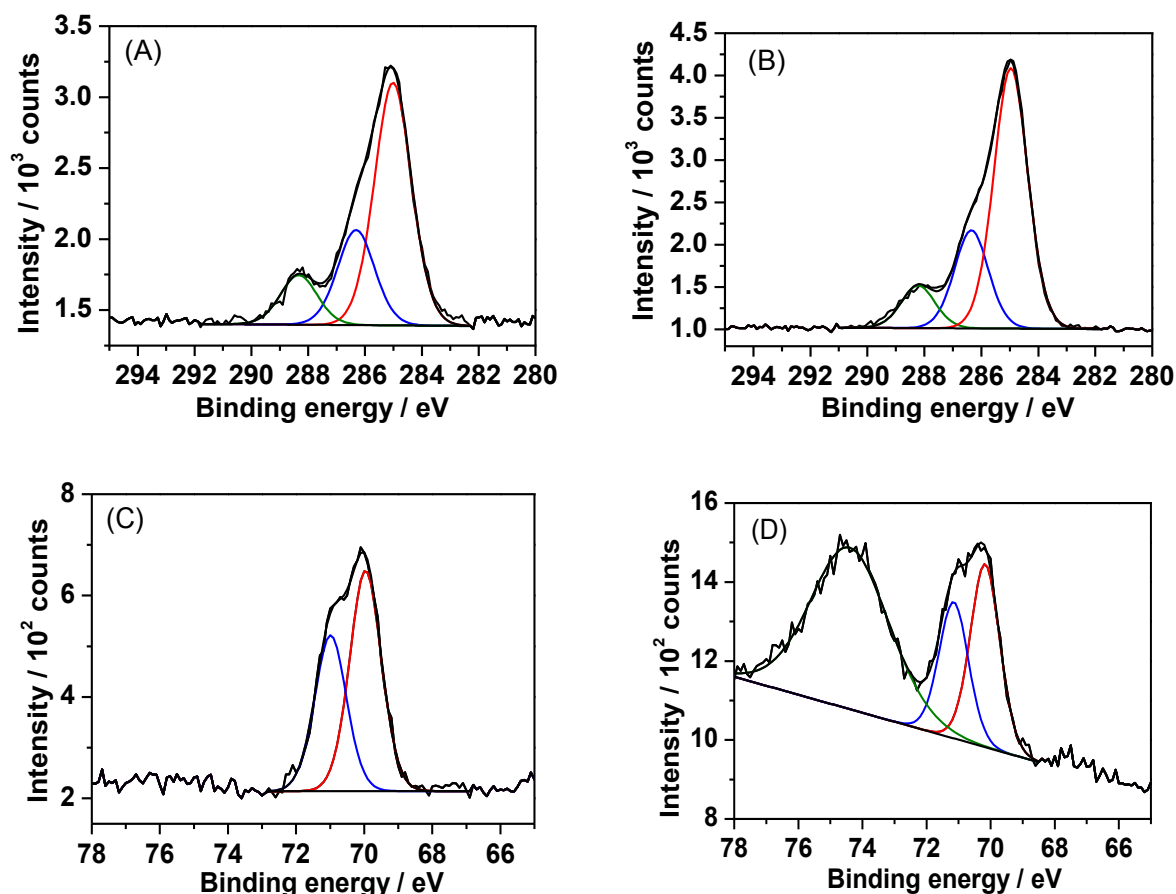 (A)
3.5
3.0
2.5
2.0
1.5
Intensity / 10³ counts
294 292 290 288 286 284 282 280
Binding energy / eV
(B)
4.5
4.0
3.5
3.0
2.5
2.0
1.5
1.0
Intensity / 10³ counts
294 292 290 288 286 284 282 280
Binding energy / eV
(C)
8
6
4
2
Intensity / 10² counts
78 76 74 72 70 68 66
Binding energy / eV
(D)
16
14
12
10
8
Intensity / 10² counts
78 76 74 72 70 68 66
Binding energy / eV